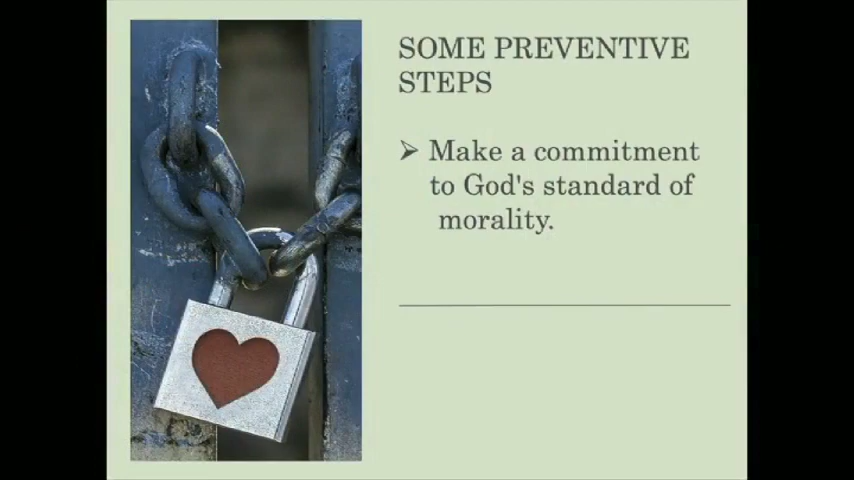 SOME PREVENTIVE
STEPS
➢ Make a commitment
to God's standard of
morality.